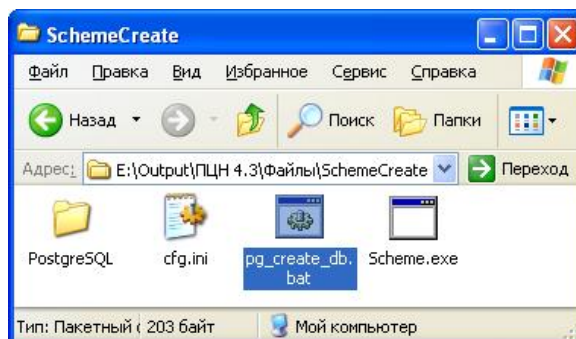 SchemeCreate
Файл Правка Вид Избранное Сервис Справка
Назад Поиск Папки
Адрес: E:\Output\ПЦН 4.3\Файлы\SchemeCreate Переход
PostgreSQL cfg.ini pg_create_db. Scheme.exe
bat
Тип: Пакетный 203 байт Мой компьютер